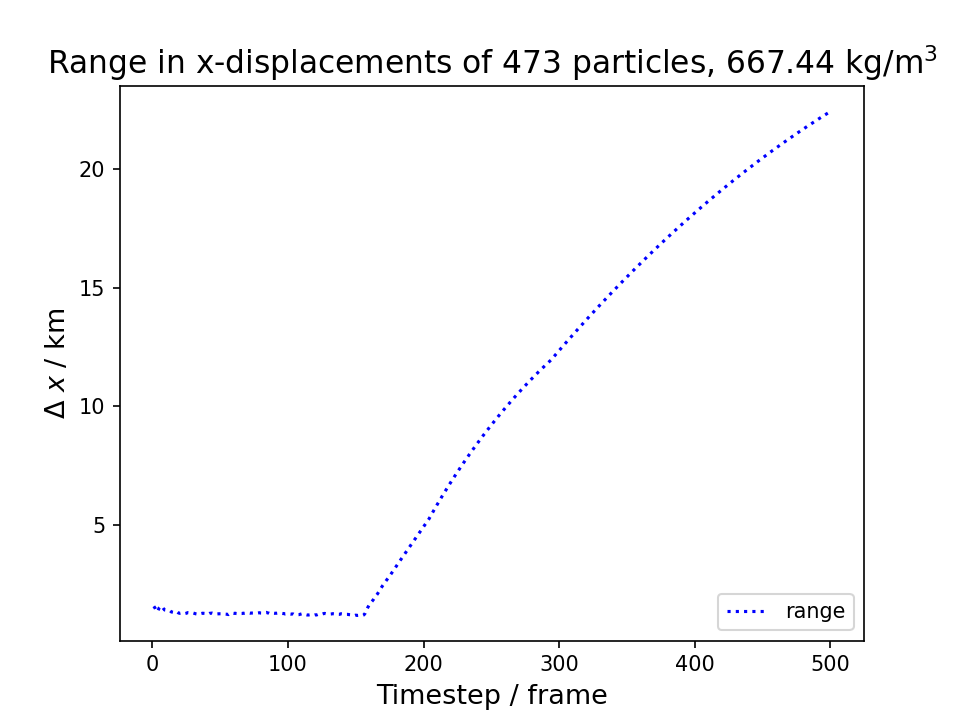 Range in x-displacements of 473 particles, 667.44 kg/m³
20
15
10
5
Δ x / km
range
0 100 200 300 400 500
Timestep / frame